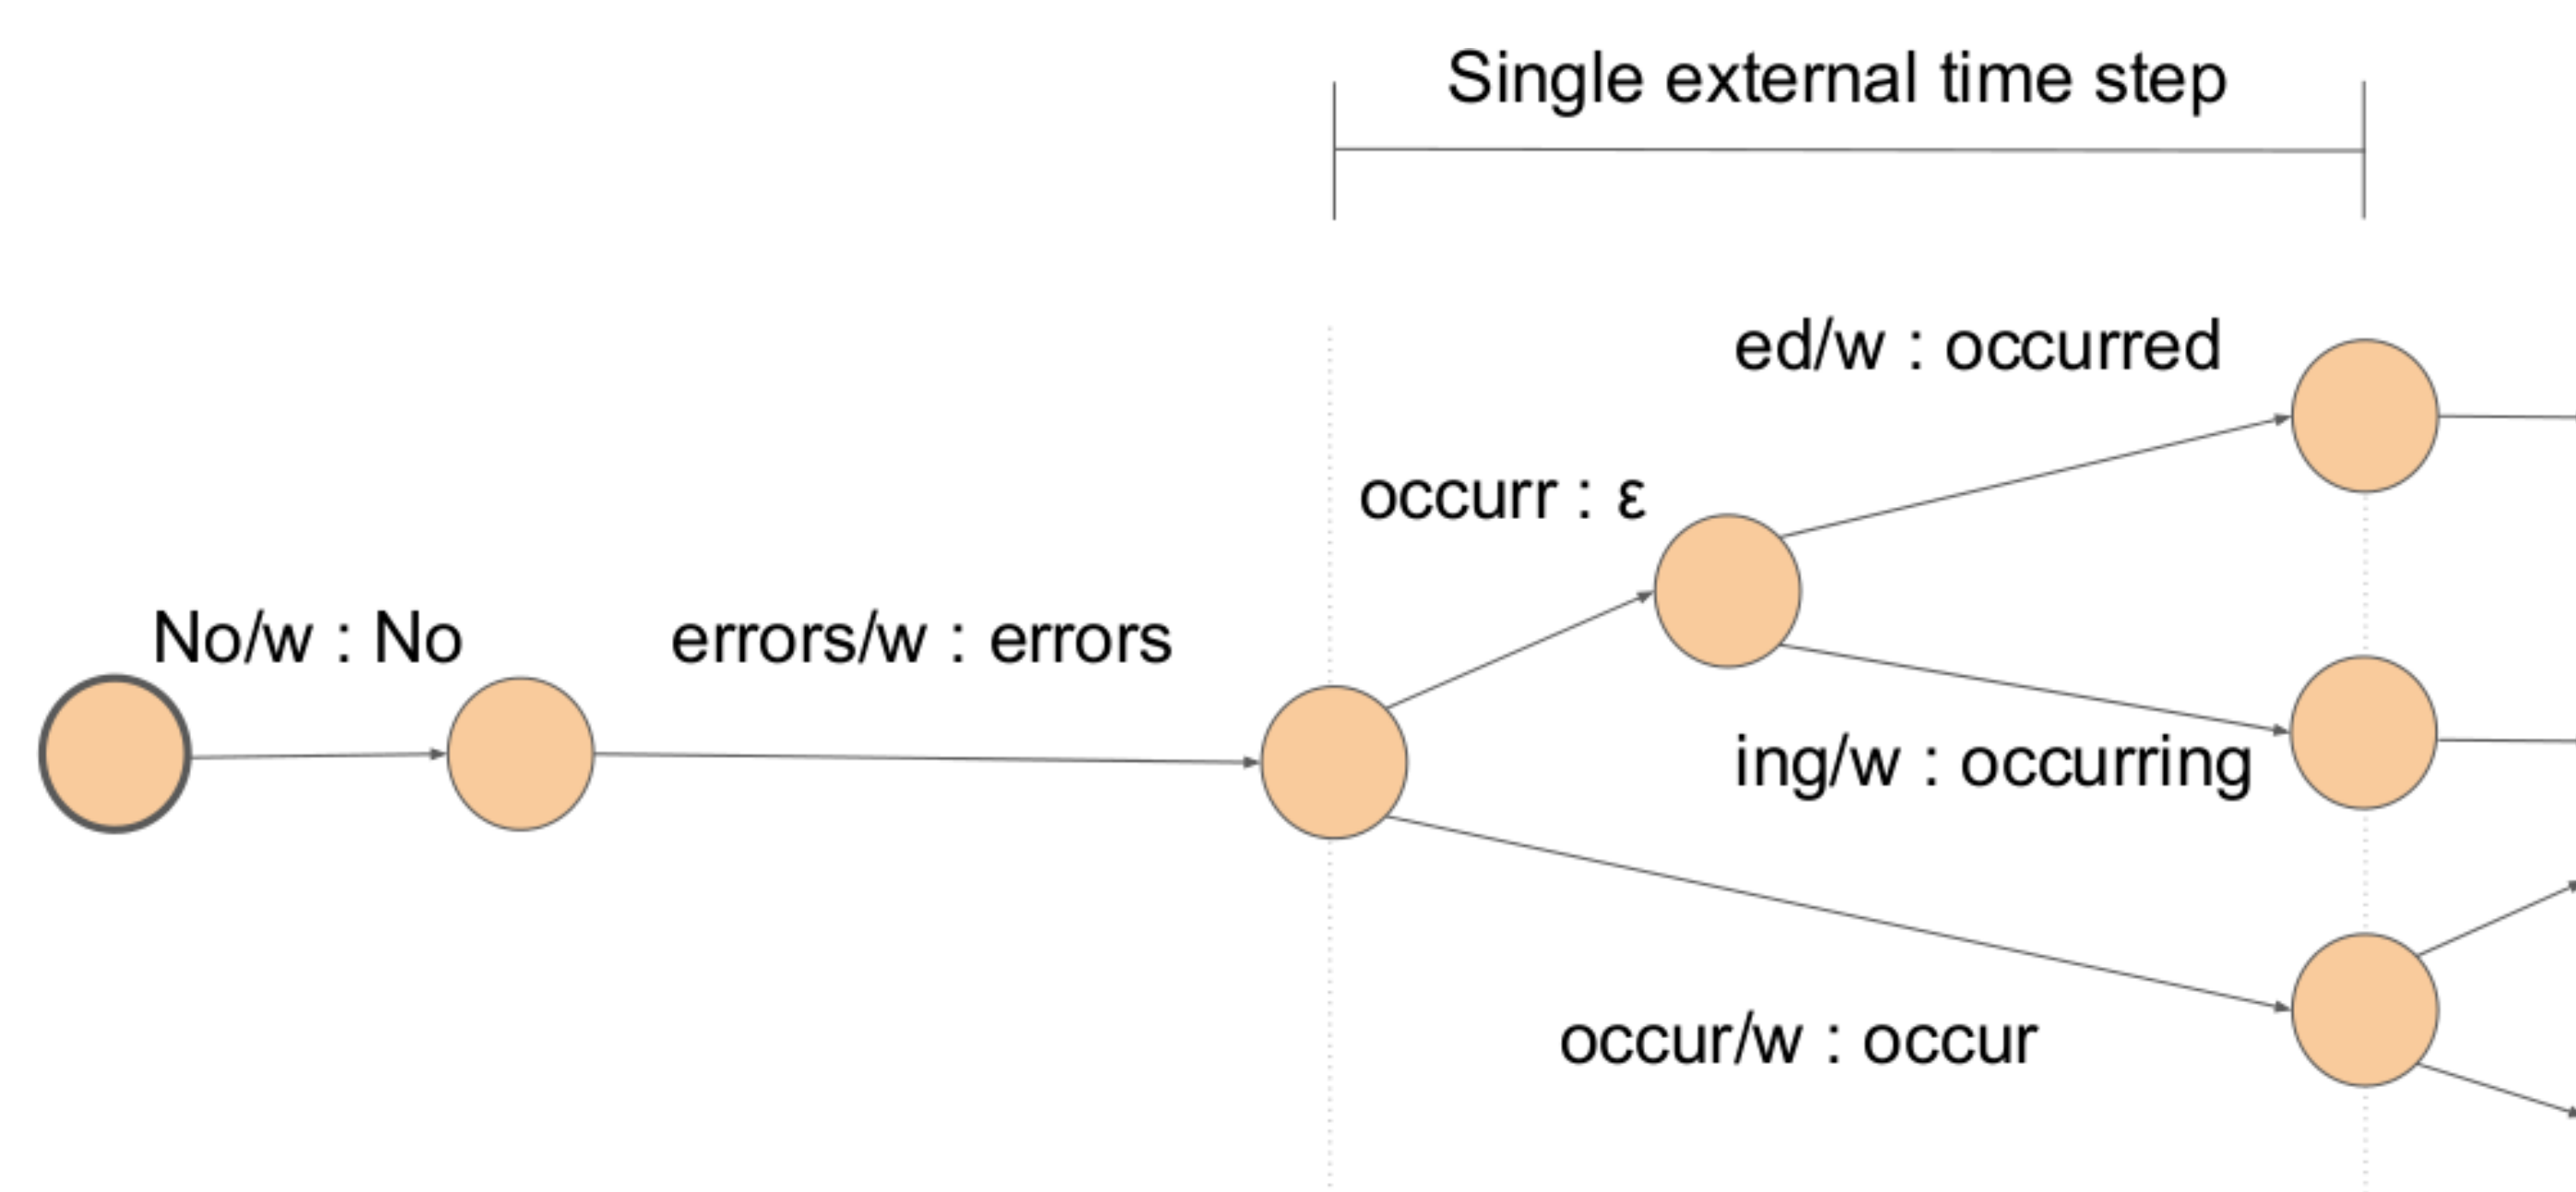 Single external time step
ed/w : occurred
occurr : ε
No/w : No
errors/w : errors
ing/w : occurring
occur/w : occur